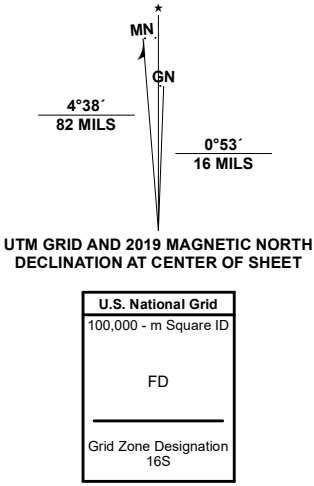 ★
MN
GN
4°38´
82 MILS
0°53´
16 MILS
UTM GRID AND 2019 MAGNETIC NORTH
DECLINATION AT CENTER OF SHEET
U.S. National Grid
100,000 - m Square ID
FD
Grid Zone Designation
16S